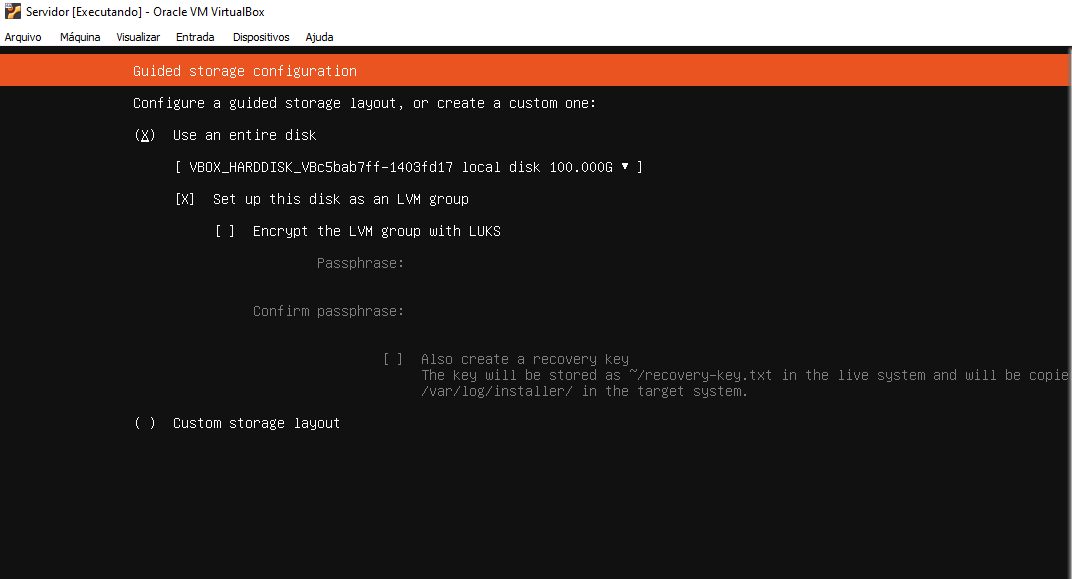 Servidor [Executando] - Oracle VM VirtualBox
Arquivo Máquina Visualizar Entrada Dispositivos Ajuda
Guided storage configuration
Configure a guided storage layout, or create a custom one:
(X) Use an entire disk
[ VBOX_HARDDISK_VBc5bab7ff-1403fd17 local disk 100.000G ▾ ]
[X] Set up this disk as an LVM group
[ ] Encrypt the LVM group with LUKS
Passphrase:
Confirm passphrase:
[ ] Also create a recovery key
The key will be stored as ~/recovery-key.txt in the live system and will be copie
/var/log/installer/ in the target system.
( ) Custom storage layout